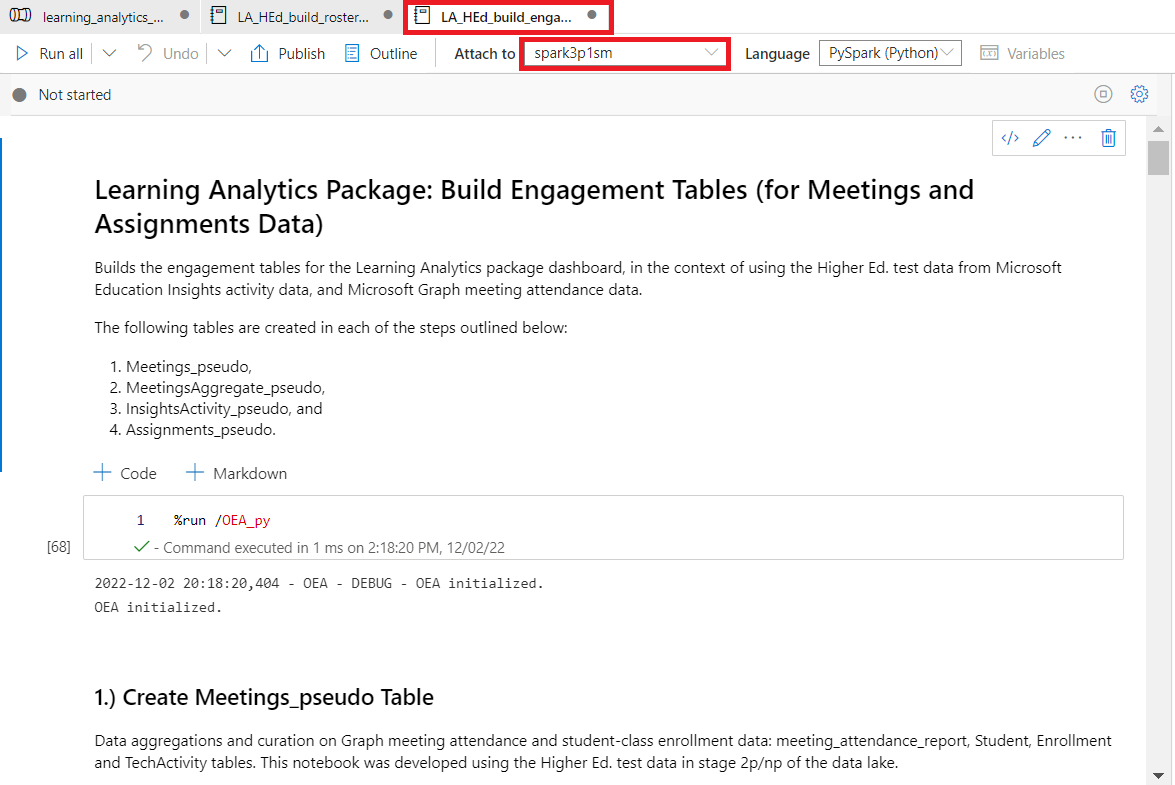 learning_analytics_... LA_HEd_build_roster... LA_HEd_build_enga...
Run all Undo Publish Outline Attach to spark3p1sm Language PySpark (Python) Variables
Not started
Learning Analytics Package: Build Engagement Tables (for Meetings and
Assignments Data)
Builds the engagement tables for the Learning Analytics package dashboard, in the context of using the Higher Ed. test data from Microsoft
Education Insights activity data, and Microsoft Graph meeting attendance data.
The following tables are created in each of the steps outlined below:
1. Meetings_pseudo,
2. MeetingsAggregate_pseudo,
3. InsightsActivity_pseudo, and
4. Assignments_pseudo.
Code Markdown
1 %run /OEA_py
[68] - Command executed in 1 ms on 2:18:20 PM, 12/02/22
2022-12-02 20:18:20,404 - OEA - DEBUG - OEA initialized.
OEA initialized.
1.) Create Meetings_pseudo Table
Data aggregations and curation on Graph meeting attendance and student-class enrollment data: meeting_attendance_report, Student, Enrollment
and TechActivity tables. This notebook was developed using the Higher Ed. test data in stage 2p/np of the data lake.